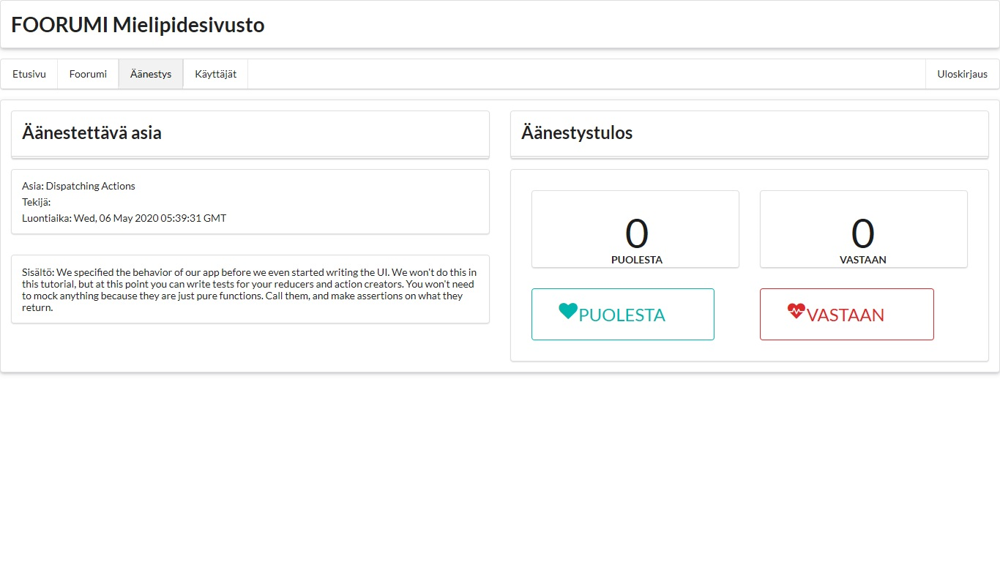 FOORUMI Mielipidesivusto
Etusivu
Foorumi
Äänestys
Käyttäjät
Uloskirjaus
Äänestettävä asia
Asia: Dispatching Actions
Tekijä:
Luontiaika: Wed, 06 May 2020 05:39:31 GMT
Sisältö: We specified the behavior of our app before we even started writing the UI. We won't do this in
this tutorial, but at this point you can write tests for your reducers and action creators. You won't need
to mock anything because they are just pure functions. Call them, and make assertions on what they
return.
Äänestystulos
0
PUOLESTA
0
VASTAAN
PUOLESTA
VASTAAN